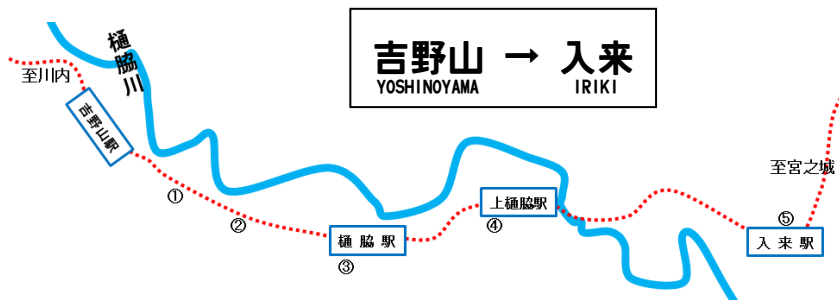 吉野山 → 入来
YOSHINOYAMA IRIKI
樋脇川
至川内
吉野山駅
①
②
樋脇駅
③
上樋脇駅
④
至宮之城
⑤
入来駅